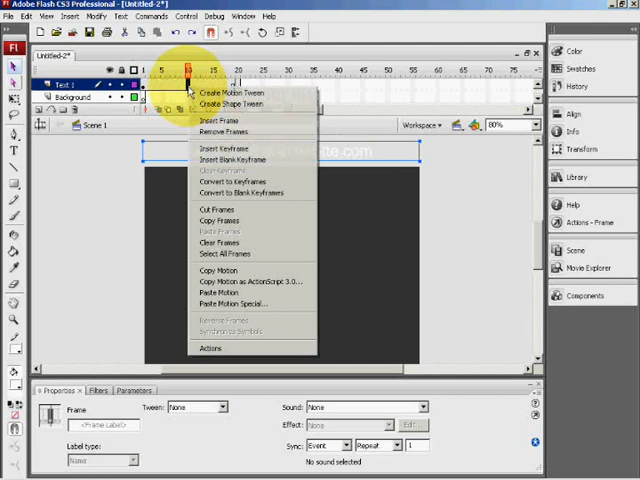 Adobe Flash CS3 Professional - [Untitled-2*]
File Edit View Insert Modify Text Commands Control Debug Window Help
Fl
Untitled-2*
1 5 10 15 20 25 30 35 40 45 50 55 60 65 70 75
Text 1
Background
Scene 1
80%
Create Motion Tween
Create Shape Tween
Insert Frame
Remove Frames
Insert Keyframe
Insert Blank Keyframe
Clear Keyframe
Convert to Keyframes
Convert to Blank Keyframes
Cut Frames
Copy Frames
Paste Frames
Clear Frames
Select All Frames
Copy Motion
Copy Motion as ActionScript 3.0...
Paste Motion
Paste Motion Special...
Reverse Frames
Synchronize Symbols
Actions
Color
Swatches
History
Align
Info
Transform
Library
Help
Actions - Frame
Scene
Movie Explorer
Components
Properties Filters Parameters
Frame
<Frame Label>
Label type:
Name
Tween: None
Sound: None
Effect: None Edit...
Sync: Event Repeat 1
No sound selected